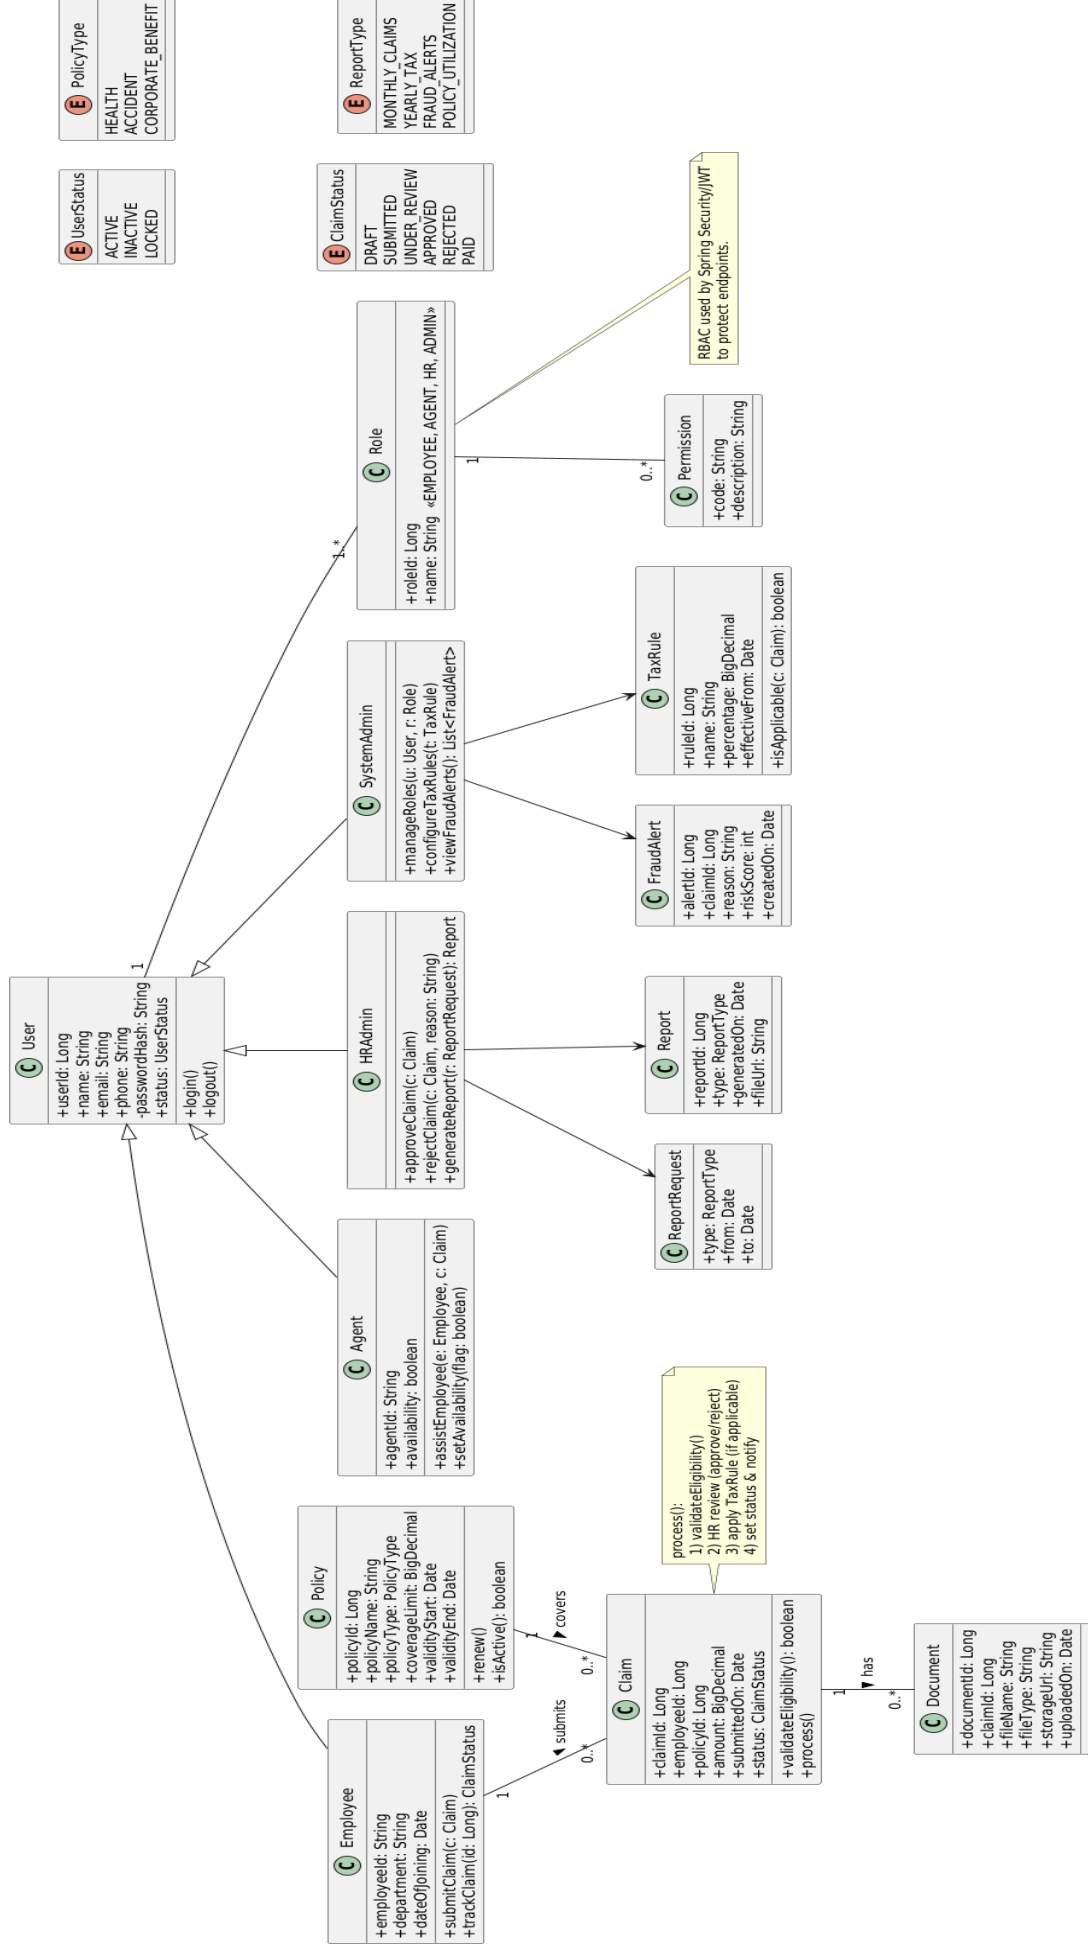 C User
+userId: Long
+name: String
+email: String
+phone: String
-passwordHash: String
+status: UserStatus
+login()
+logout()
E UserStatus
ACTIVE
INACTIVE
LOCKED
E PolicyType
HEALTH
ACCIDENT
CORPORATE_BENEFIT
1
1..*
C Employee
+employeeId: String
+department: String
+dateOfJoining: Date
+submitClaim(c: Claim)
+trackClaim(id: Long): ClaimStatus
C Policy
+policyId: Long
+policyName: String
+policyType: PolicyType
+coverageLimit: BigDecimal
+validityStart: Date
+validityEnd: Date
+renew()
+isActive(): boolean
C Agent
+agentId: String
+availability: boolean
+assistEmployee(e: Employee, c: Claim)
+setAvailability(flag: boolean)
C HRAdmin
+approveClaim(c: Claim)
+rejectClaim(c: Claim, reason: String)
+generateReport(r: ReportRequest): Report
C SystemAdmin
+manageRoles(u: User, r: Role)
+configureTaxRules(t: TaxRule)
+viewFraudAlerts(): List<FraudAlert>
C Role
+roleId: Long
+name: String «EMPLOYEE, AGENT, HR, ADMIN»
E ClaimStatus
DRAFT
SUBMITTED
UNDER_REVIEW
APPROVED
REJECTED
PAID
E ReportType
MONTHLY_CLAIMS
YEARLY_TAX
FRAUD_ALERTS
POLICY_UTILIZATION
1
submits
0..*
1
covers
0..*
1
0..*
C Claim
+claimId: Long
+employeeId: Long
+policyId: Long
+amount: BigDecimal
+submittedOn: Date
+status: ClaimStatus
+validateEligibility(): boolean
+process()
process():
1) validateEligibility()
2) HR review (approve/reject)
3) apply TaxRule (if applicable)
4) set status & notify
C ReportRequest
+type: ReportType
+from: Date
+to: Date
C Report
+reportId: Long
+type: ReportType
+generatedOn: Date
+fileUrl: String
C FraudAlert
+alertId: Long
+claimId: Long
+reason: String
+riskScore: int
+createdOn: Date
C TaxRule
+ruleId: Long
+name: String
+percentage: BigDecimal
+effectiveFrom: Date
+isApplicable(c: Claim): boolean
C Permission
+code: String
+description: String
RBAC used by Spring Security/JWT
to protect endpoints.
1
has
0..*
C Document
+documentId: Long
+claimId: Long
+fileName: String
+fileType: String
+storageUrl: String
+uploadedOn: Date